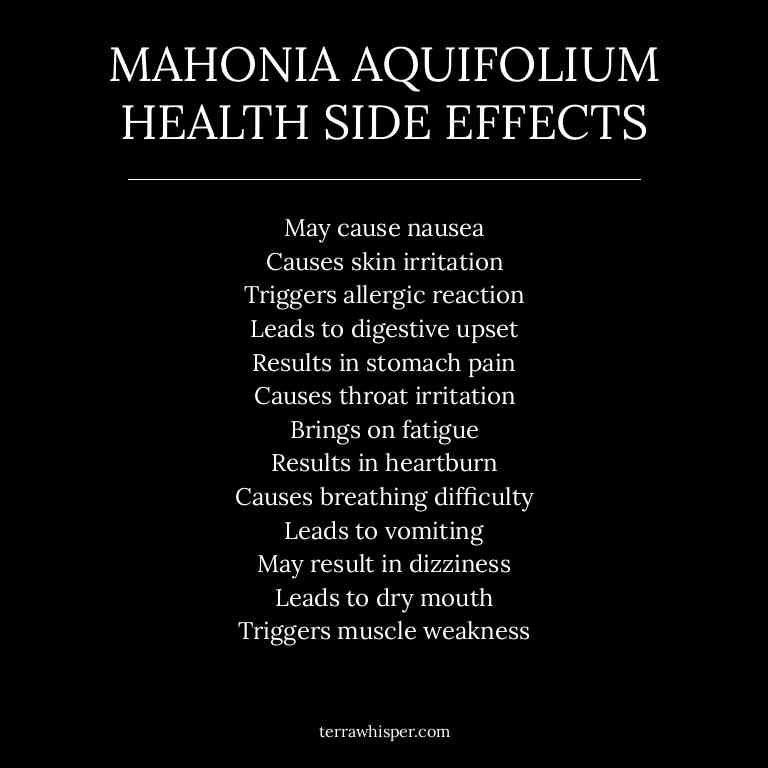 MAHONIA AQUIFOLIUM
HEALTH SIDE EFFECTS
May cause nausea
Causes skin irritation
Triggers allergic reaction
Leads to digestive upset
Results in stomach pain
Causes throat irritation
Brings on fatigue
Results in heartburn
Causes breathing difficulty
Leads to vomiting
May result in dizziness
Leads to dry mouth
Triggers muscle weakness
terrawhisper.com